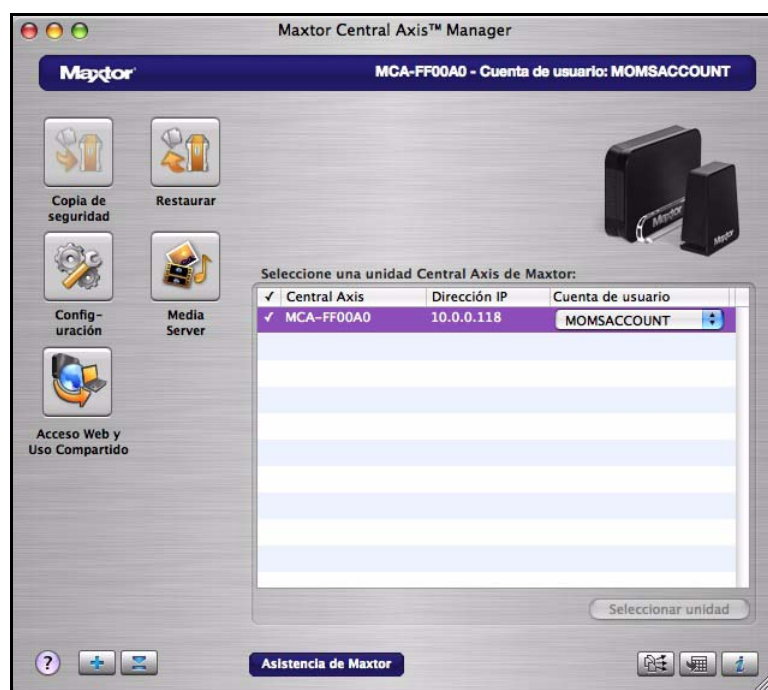 Maxtor Central Axis™ Manager
Maxtor
MCA-FF00A0 - Cuenta de usuario: MOMSACCOUNT
Copia de
seguridad
Restaurar
Config-
uración
Media
Server
Acceso Web y
Uso Compartido
Maxtor
Maxtor
Seleccione una unidad Central Axis de Maxtor:
✓ Central Axis Dirección IP Cuenta de usuario
✓ MCA-FF00A0 10.0.0.118 MOMSACCOUNT
Seleccionar unidad
? + Asistencia de Maxtor i